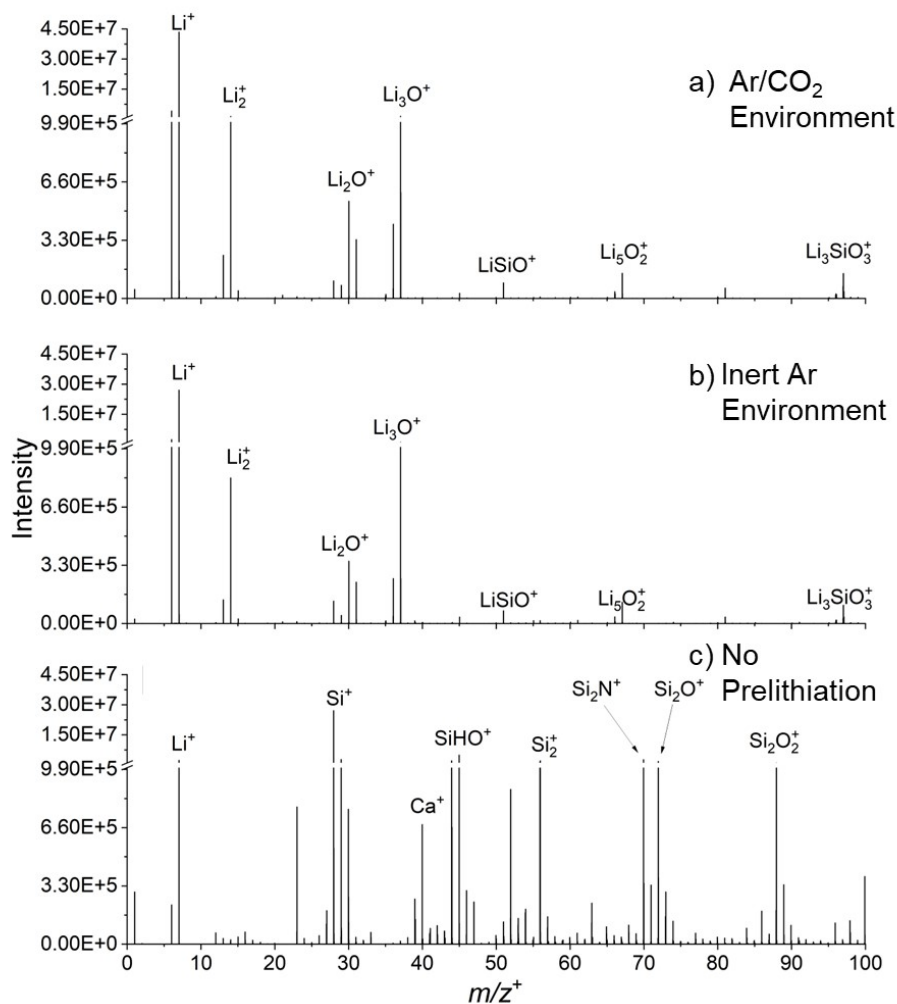 4.50E+7
3.00E+7
1.50E+7
9.90E+5
6.60E+5
3.30E+5
0.00E+0
Li⁺
Li₂⁺
Li₂O⁺
Li₃O⁺
LiSiO⁺
Li₅O₂⁺
Li₃SiO₃⁺
a) Ar/CO₂
Environment
4.50E+7
3.00E+7
1.50E+7
9.90E+5
6.60E+5
3.30E+5
0.00E+0
Li⁺
Li₂⁺
Li₂O⁺
Li₃O⁺
LiSiO⁺
Li₅O₂⁺
Li₃SiO₃⁺
b) Inert Ar
Environment
Intensity
4.50E+7
3.00E+7
1.50E+7
9.90E+5
6.60E+5
3.30E+5
0.00E+0
Li⁺
Si⁺
Ca⁺
SiHO⁺
Si₂⁺
Si₂N⁺
Si₂O⁺
Si₂O₂⁺
c) No
Prelithiation
0 10 20 30 40 50 60 70 80 90 100
m/z⁺